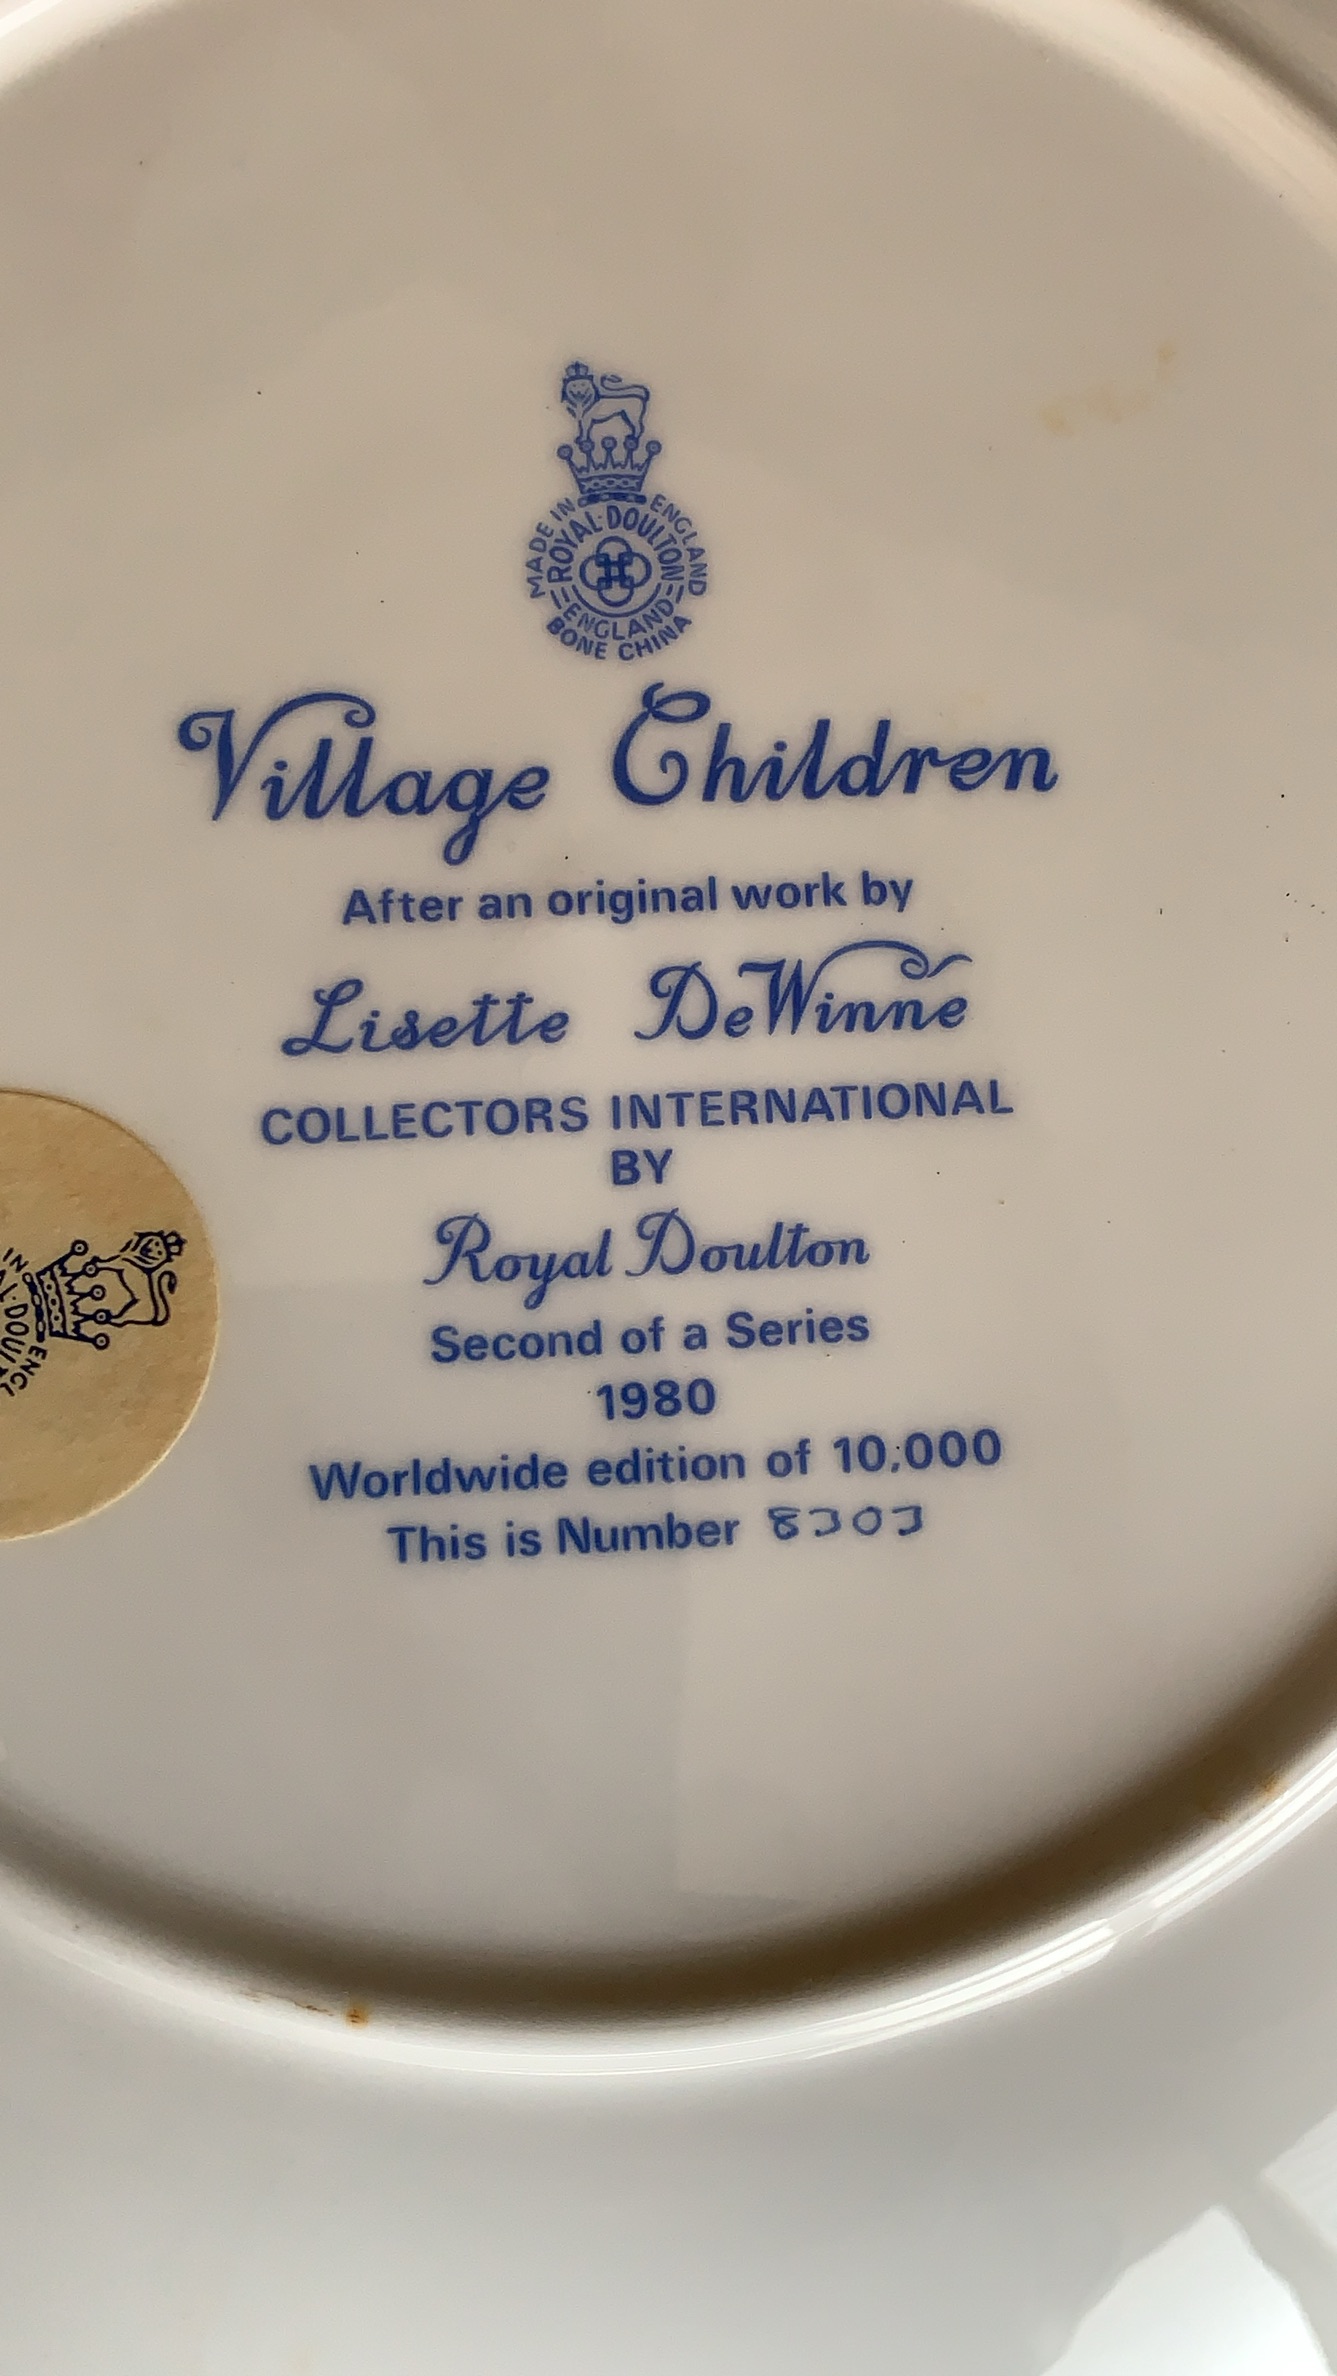 MADE IN ENGLAND
ROYAL·DOULTON
ENGLAND
BONE CHINA
Village Children
After an original work by
Lisette DeWinne
COLLECTORS INTERNATIONAL
BY
Royal Doulton
Second of a Series
1980
Worldwide edition of 10,000
This is Number 8303